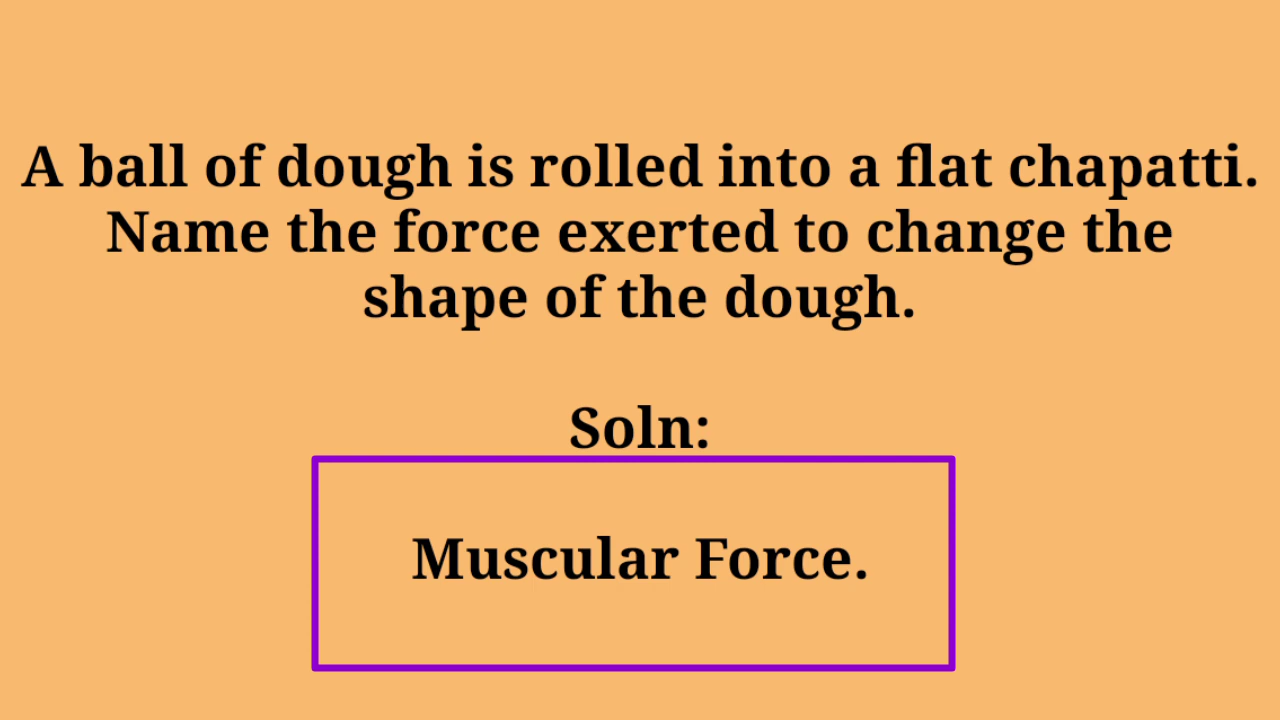 A ball of dough is rolled into a flat chapatti.
Name the force exerted to change the
shape of the dough.
Soln:
Muscular Force.